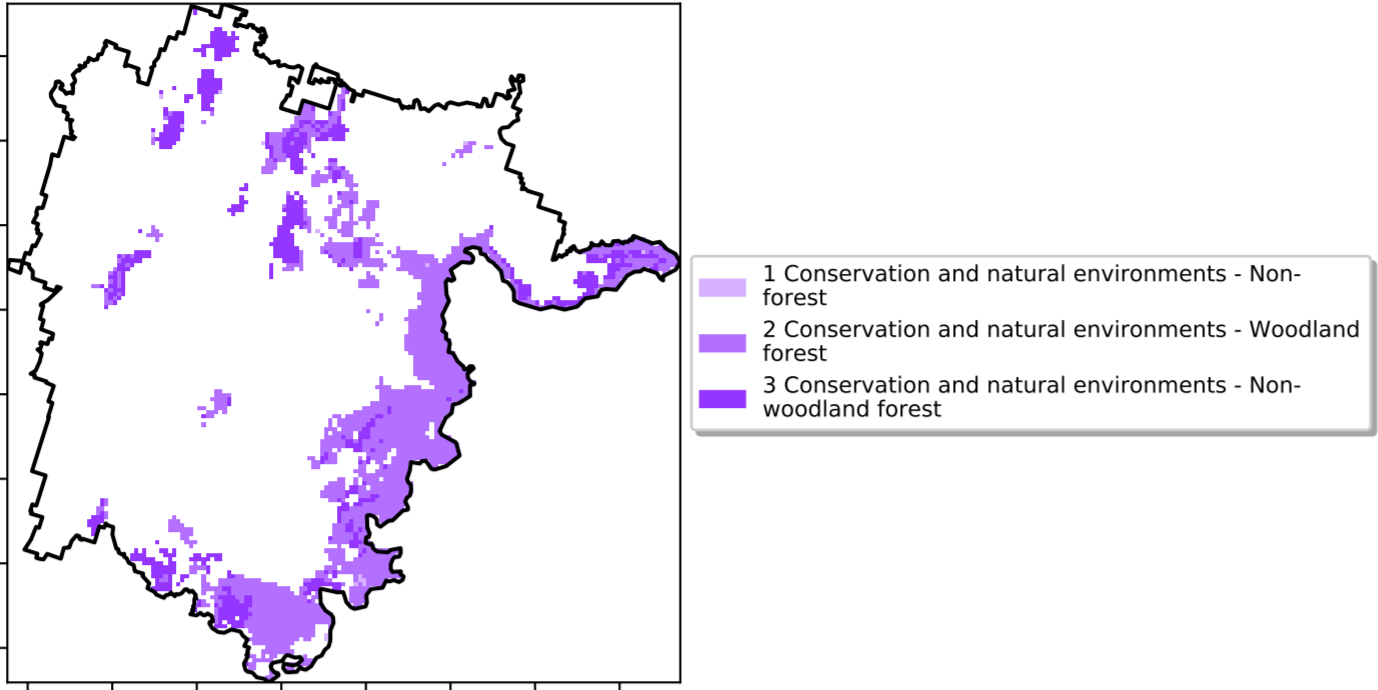 1 Conservation and natural environments - Non-
forest
2 Conservation and natural environments - Woodland
forest
3 Conservation and natural environments - Non-
woodland forest